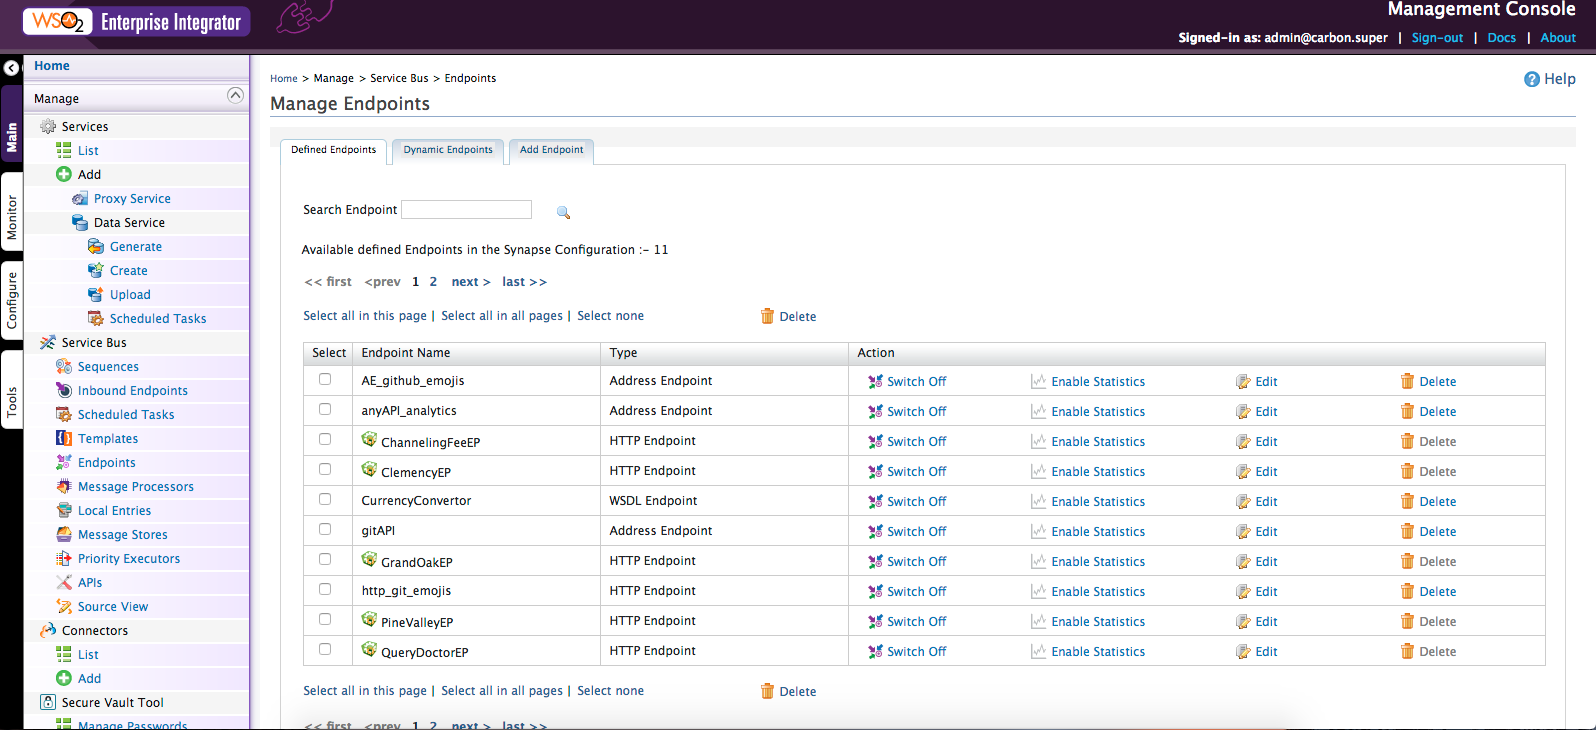 WSO2 Enterprise Integrator
Management Console
Signed-in as: admin@carbon.super | Sign-out | Docs | About
Main
Monitor
Configure
Tools
Home
Manage
Services
List
Add
Proxy Service
Data Service
Generate
Create
Upload
Scheduled Tasks
Service Bus
Sequences
Inbound Endpoints
Scheduled Tasks
Templates
Endpoints
Message Processors
Local Entries
Message Stores
Priority Executors
APIs
Source View
Connectors
List
Add
Secure Vault Tool
Manage Passwords
Home > Manage > Service Bus > Endpoints
Help
Manage Endpoints
Defined Endpoints Dynamic Endpoints Add Endpoint
Search Endpoint
Available defined Endpoints in the Synapse Configuration :- 11
<< first <prev 1 2 next > last >>
Select all in this page | Select all in all pages | Select none Delete
Select Endpoint Name Type Action
AE_github_emojis Address Endpoint Switch Off Enable Statistics Edit Delete
anyAPI_analytics Address Endpoint Switch Off Enable Statistics Edit Delete
ChannelingFeeEP HTTP Endpoint Switch Off Enable Statistics Edit Delete
ClemencyEP HTTP Endpoint Switch Off Enable Statistics Edit Delete
CurrencyConvertor WSDL Endpoint Switch Off Enable Statistics Edit Delete
gitAPI Address Endpoint Switch Off Enable Statistics Edit Delete
GrandOakEP HTTP Endpoint Switch Off Enable Statistics Edit Delete
http_git_emojis HTTP Endpoint Switch Off Enable Statistics Edit Delete
PineValleyEP HTTP Endpoint Switch Off Enable Statistics Edit Delete
QueryDoctorEP HTTP Endpoint Switch Off Enable Statistics Edit Delete
Select all in this page | Select all in all pages | Select none Delete
<< first <prev 1 2 next > last >>